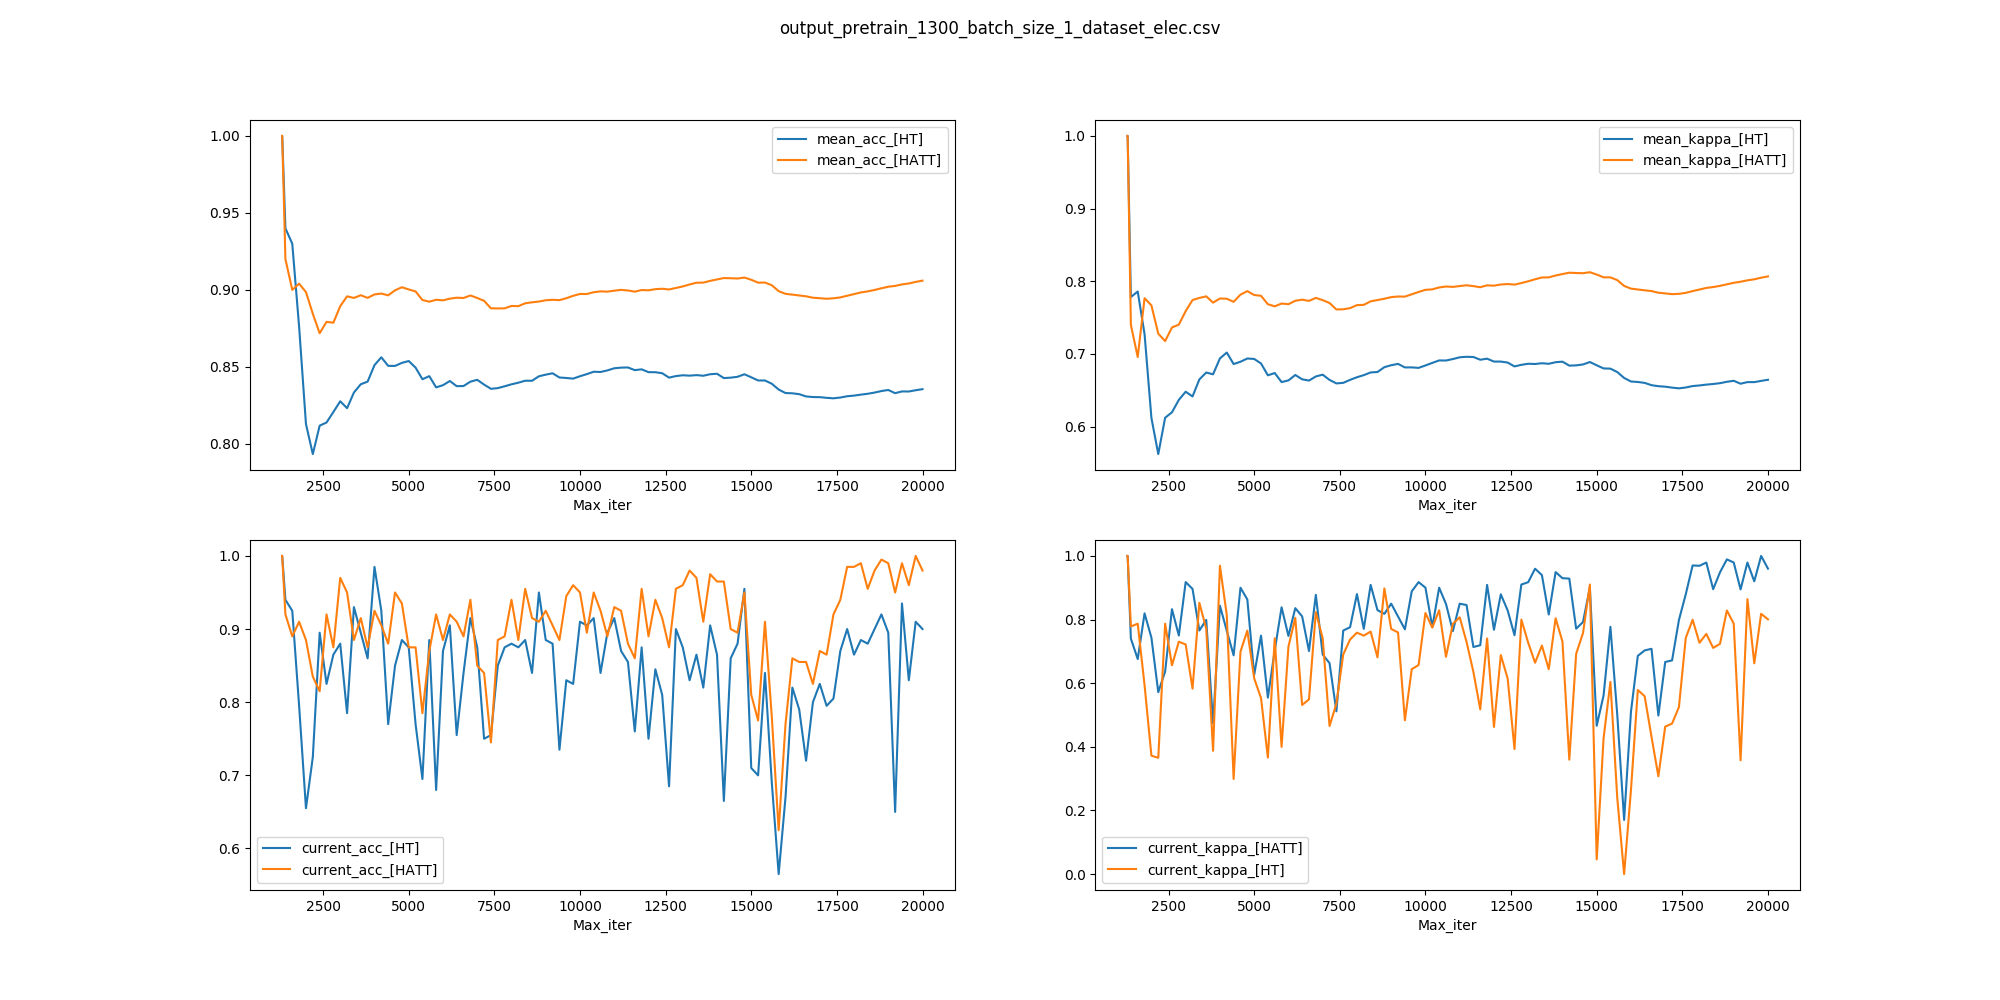 output_pretrain_1300_batch_size_1_dataset_elec.csv
mean_acc_[HT]
mean_acc_[HATT]
1.00
0.95
0.90
0.85
0.80
2500 5000 7500 10000 12500 15000 17500 20000
Max_iter
mean_kappa_[HT]
mean_kappa_[HATT]
1.0
0.9
0.8
0.7
0.6
2500 5000 7500 10000 12500 15000 17500 20000
Max_iter
1.0
0.9
0.8
0.7
0.6
current_acc_[HT]
current_acc_[HATT]
2500 5000 7500 10000 12500 15000 17500 20000
Max_iter
1.0
0.8
0.6
0.4
0.2
0.0
current_kappa_[HATT]
current_kappa_[HT]
2500 5000 7500 10000 12500 15000 17500 20000
Max_iter